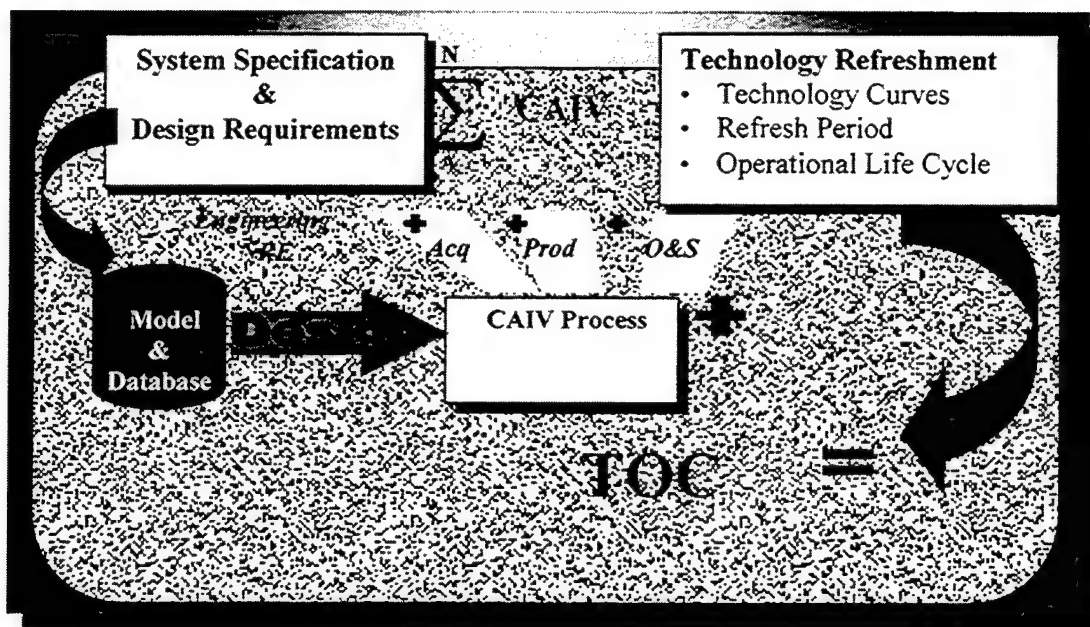 System Specification
&
Design Requirements
N
Σ CAIV
Technology Refreshment
• Technology Curves
• Refresh Period
• Operational Life Cycle
Engineering
+ Acq + Prod + O&S
Model
&
Database
CAIV Process
+
TOC =